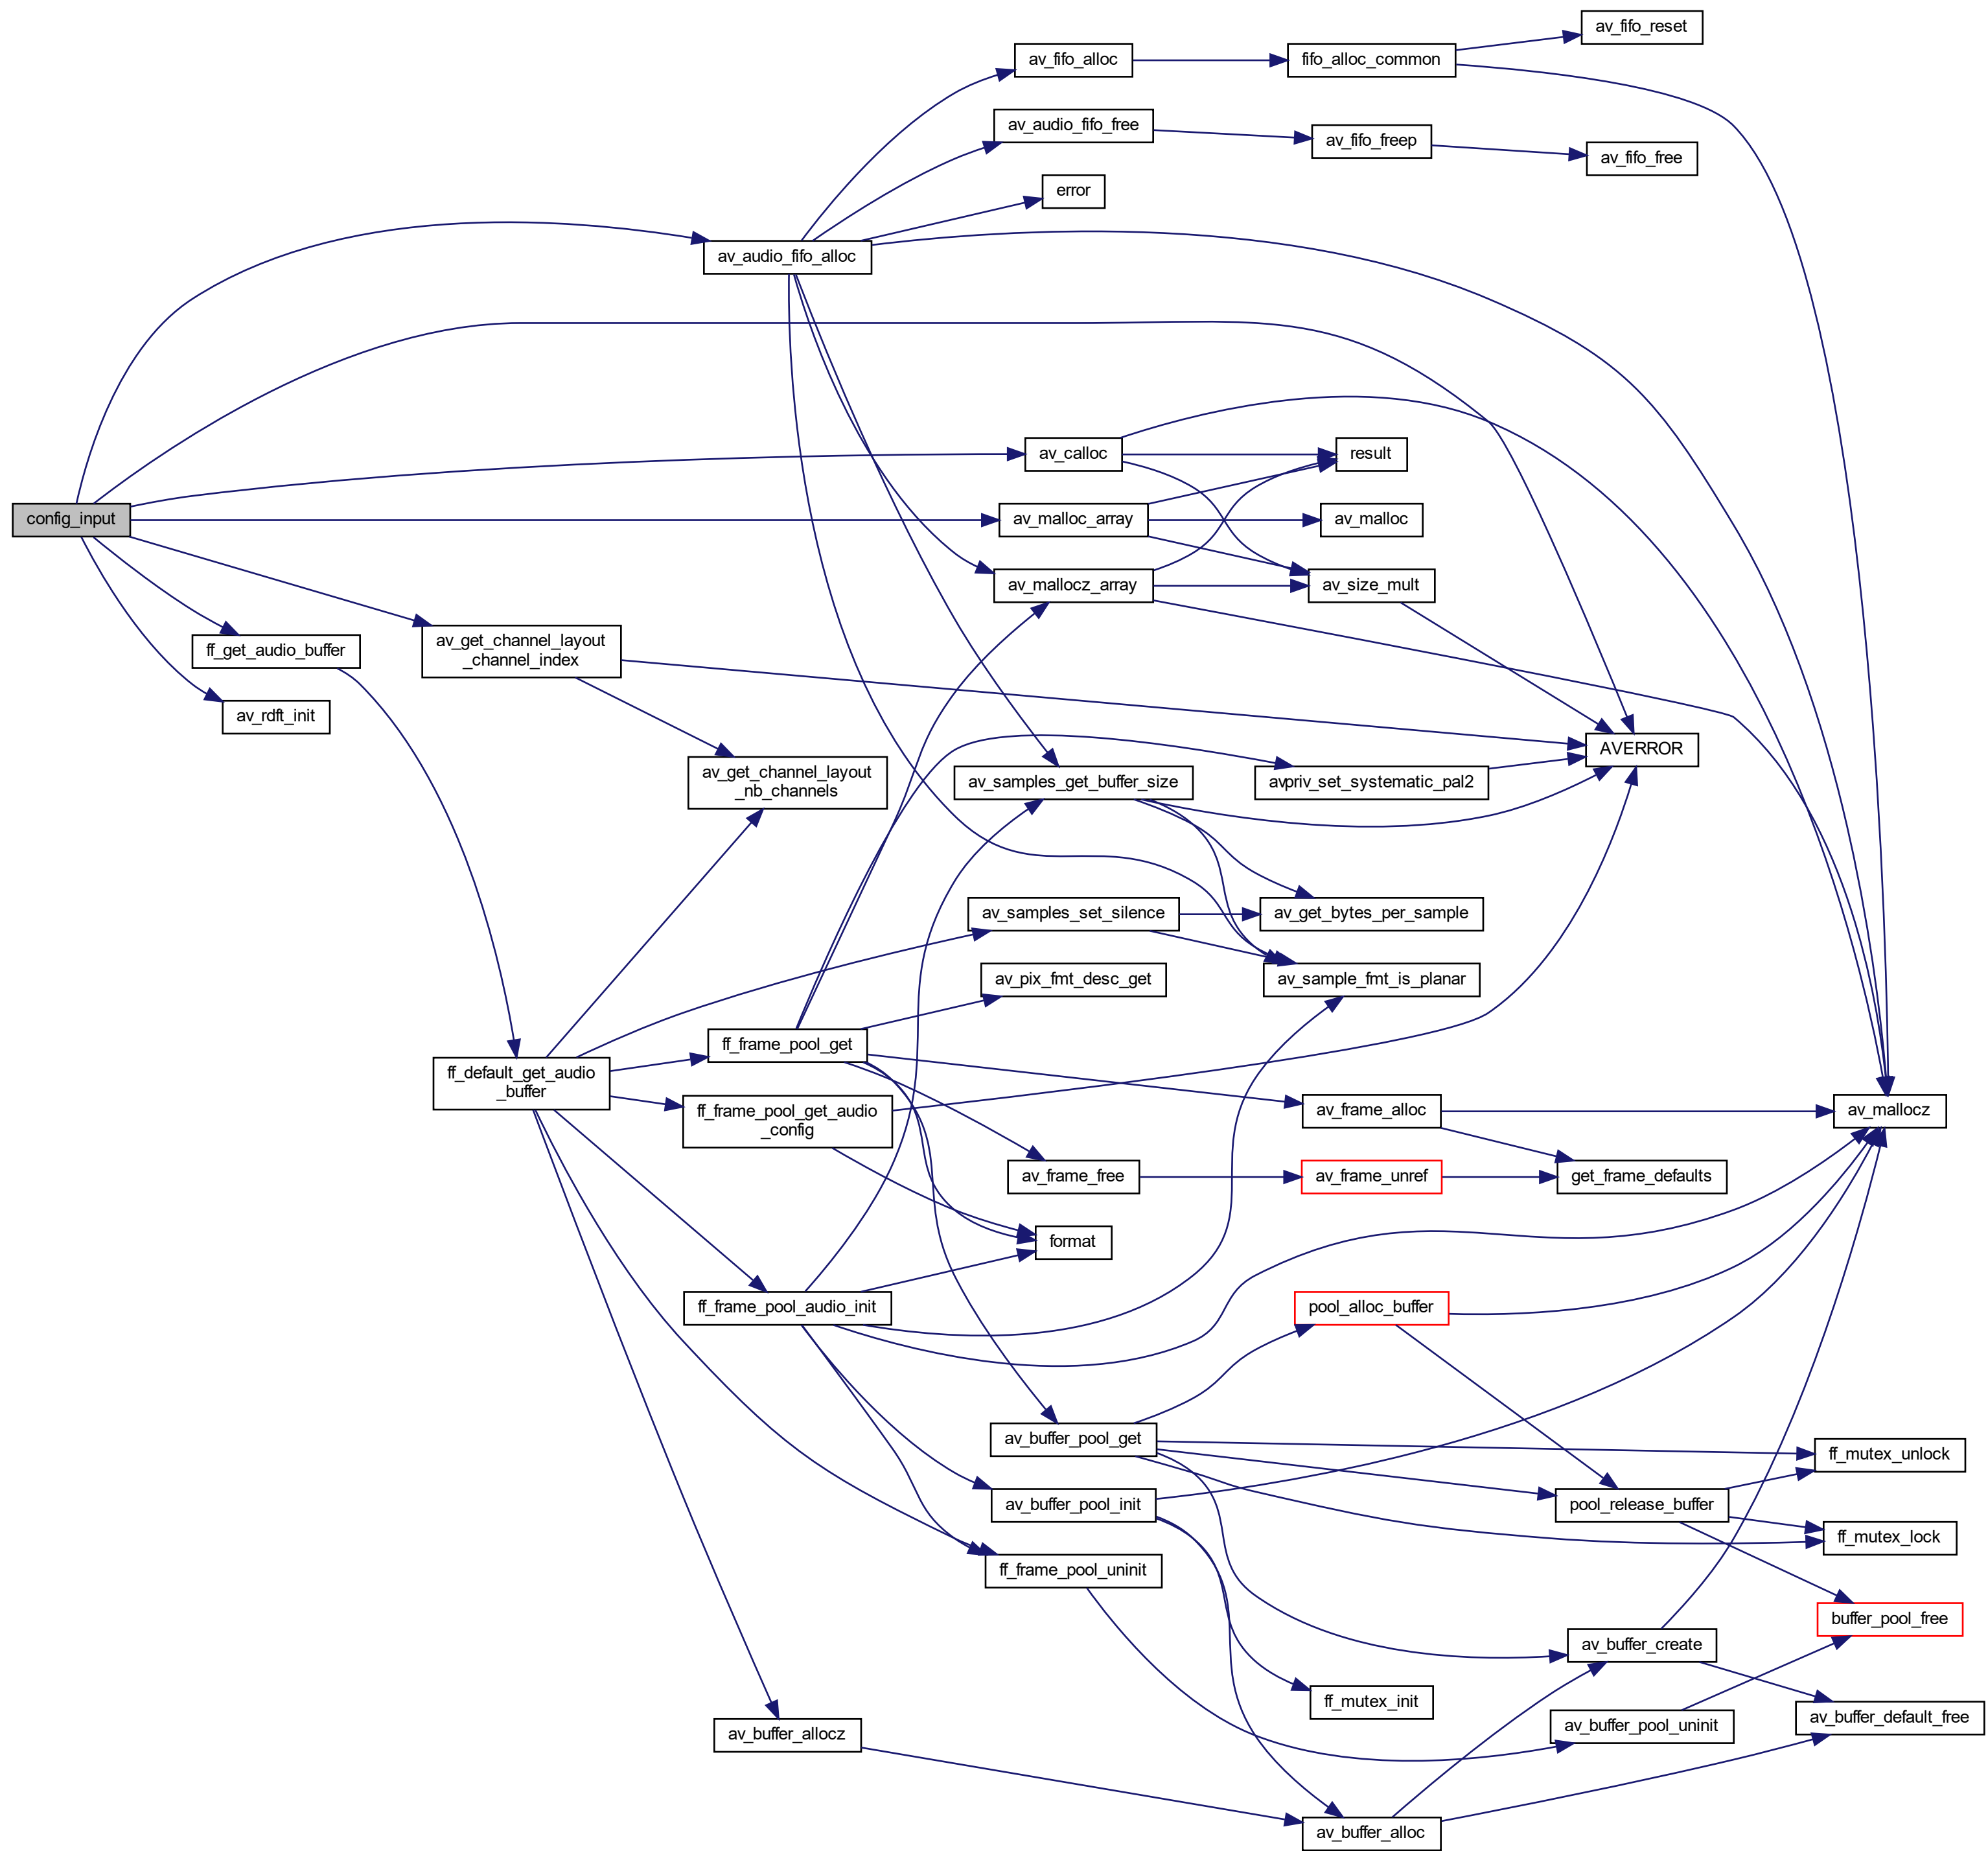 av_fifo_reset
av_fifo_alloc
fifo_alloc_common
av_audio_fifo_free
av_fifo_freep
av_fifo_free
error
av_audio_fifo_alloc
av_calloc
result
config_input
av_malloc_array
av_malloc
av_mallocz_array
av_size_mult
ff_get_audio_buffer
av_get_channel_layout
_channel_index
av_rdft_init
AVERROR
av_get_channel_layout
_nb_channels
av_samples_get_buffer_size
avpriv_set_systematic_pal2
av_samples_set_silence
av_get_bytes_per_sample
av_pix_fmt_desc_get
av_sample_fmt_is_planar
ff_frame_pool_get
ff_default_get_audio
_buffer
ff_frame_pool_get_audio
_config
av_frame_alloc
av_mallocz
av_frame_free
av_frame_unref
get_frame_defaults
format
ff_frame_pool_audio_init
pool_alloc_buffer
av_buffer_pool_get
ff_mutex_unlock
av_buffer_pool_init
pool_release_buffer
ff_mutex_lock
ff_frame_pool_uninit
buffer_pool_free
av_buffer_create
ff_mutex_init
av_buffer_default_free
av_buffer_allocz
av_buffer_pool_uninit
av_buffer_alloc